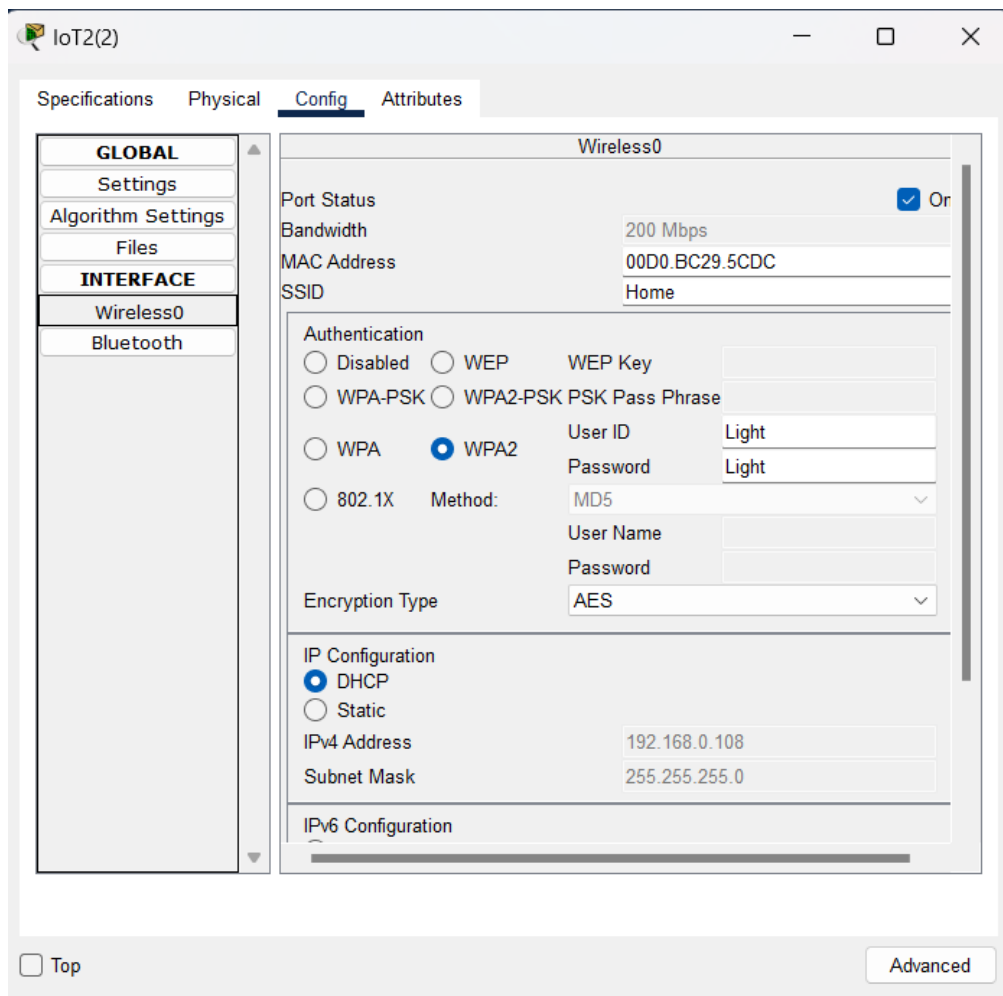 IoT2(2)
Specifications Physical Config Attributes
GLOBAL
Settings
Algorithm Settings
Files
INTERFACE
Wireless0
Bluetooth
Wireless0
Port Status On
Bandwidth 200 Mbps
MAC Address 00D0.BC29.5CDC
SSID Home
Authentication
Disabled WEP WEP Key
WPA-PSK WPA2-PSK PSK Pass Phrase
User ID Light
WPA WPA2
Password Light
802.1X Method: MD5
User Name
Password
Encryption Type AES
IP Configuration
DHCP
Static
IPv4 Address 192.168.0.108
Subnet Mask 255.255.255.0
IPv6 Configuration
Top Advanced